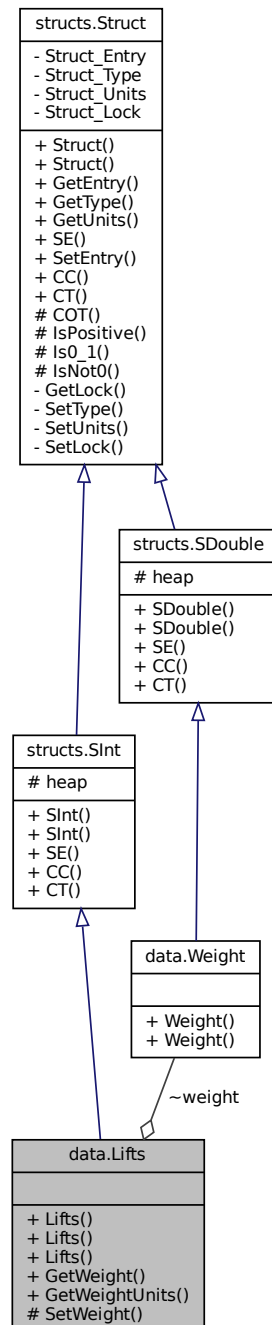 structs.Struct
- Struct_Entry
- Struct_Type
- Struct_Units
- Struct_Lock
+ Struct()
+ Struct()
+ GetEntry()
+ GetType()
+ GetUnits()
+ SE()
+ SetEntry()
+ CC()
+ CT()
# COT()
# IsPositive()
# Is0_1()
# IsNot0()
- GetLock()
- SetType()
- SetUnits()
- SetLock()
structs.SDouble
# heap
+ SDouble()
+ SDouble()
+ SE()
+ CC()
+ CT()
structs.SInt
# heap
+ SInt()
+ SInt()
+ SE()
+ CC()
+ CT()
data.Weight
+ Weight()
+ Weight()
~weight
data.Lifts
+ Lifts()
+ Lifts()
+ Lifts()
+ GetWeight()
+ GetWeightUnits()
# SetWeight()